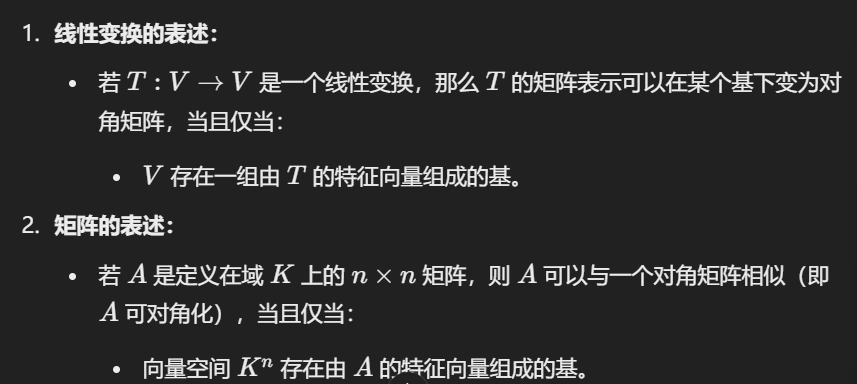 1. 线性变换的表述：
• 若 T : V → V 是一个线性变换，那么 T 的矩阵表示可以在某个基下变为对
角矩阵，当且仅当：
• V 存在一组由 T 的特征向量组成的基。
2. 矩阵的表述：
• 若 A 是定义在域 K 上的 n × n 矩阵，则 A 可以与一个对角矩阵相似（即
A 可对角化），当且仅当：
• 向量空间 Kⁿ 存在由 A 的特征向量组成的基。